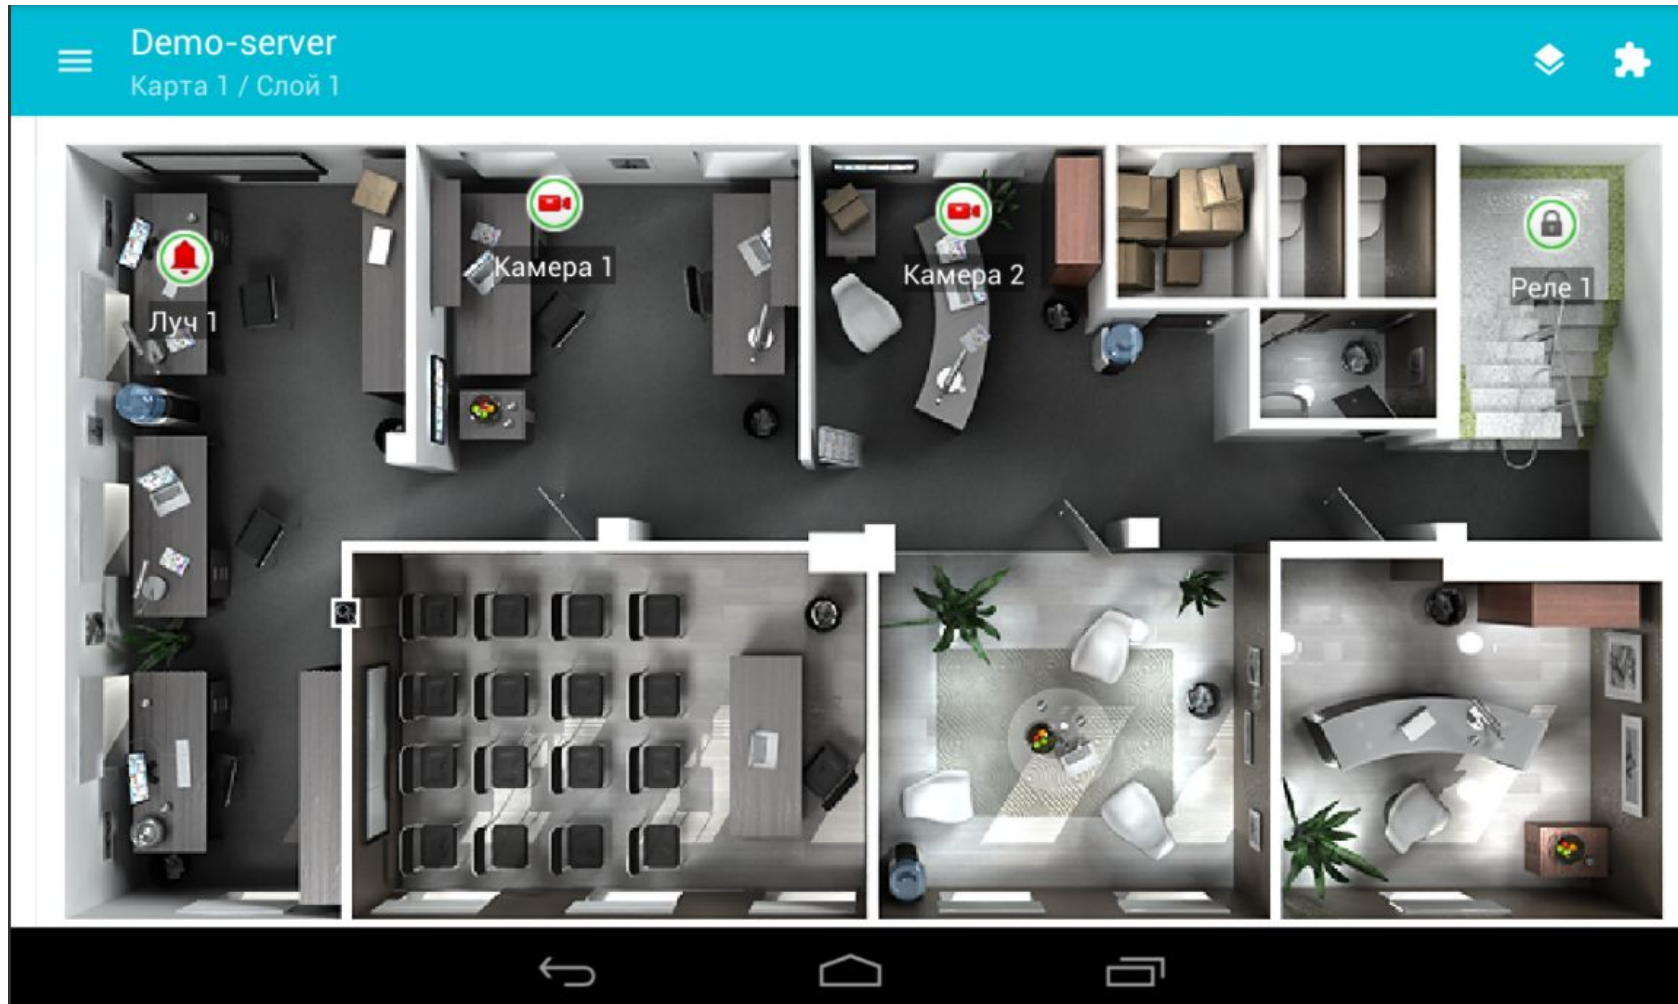 Demo-server
Карта 1 / Слой 1
Камера 1
Камера 2
Реле 1
Луч 1